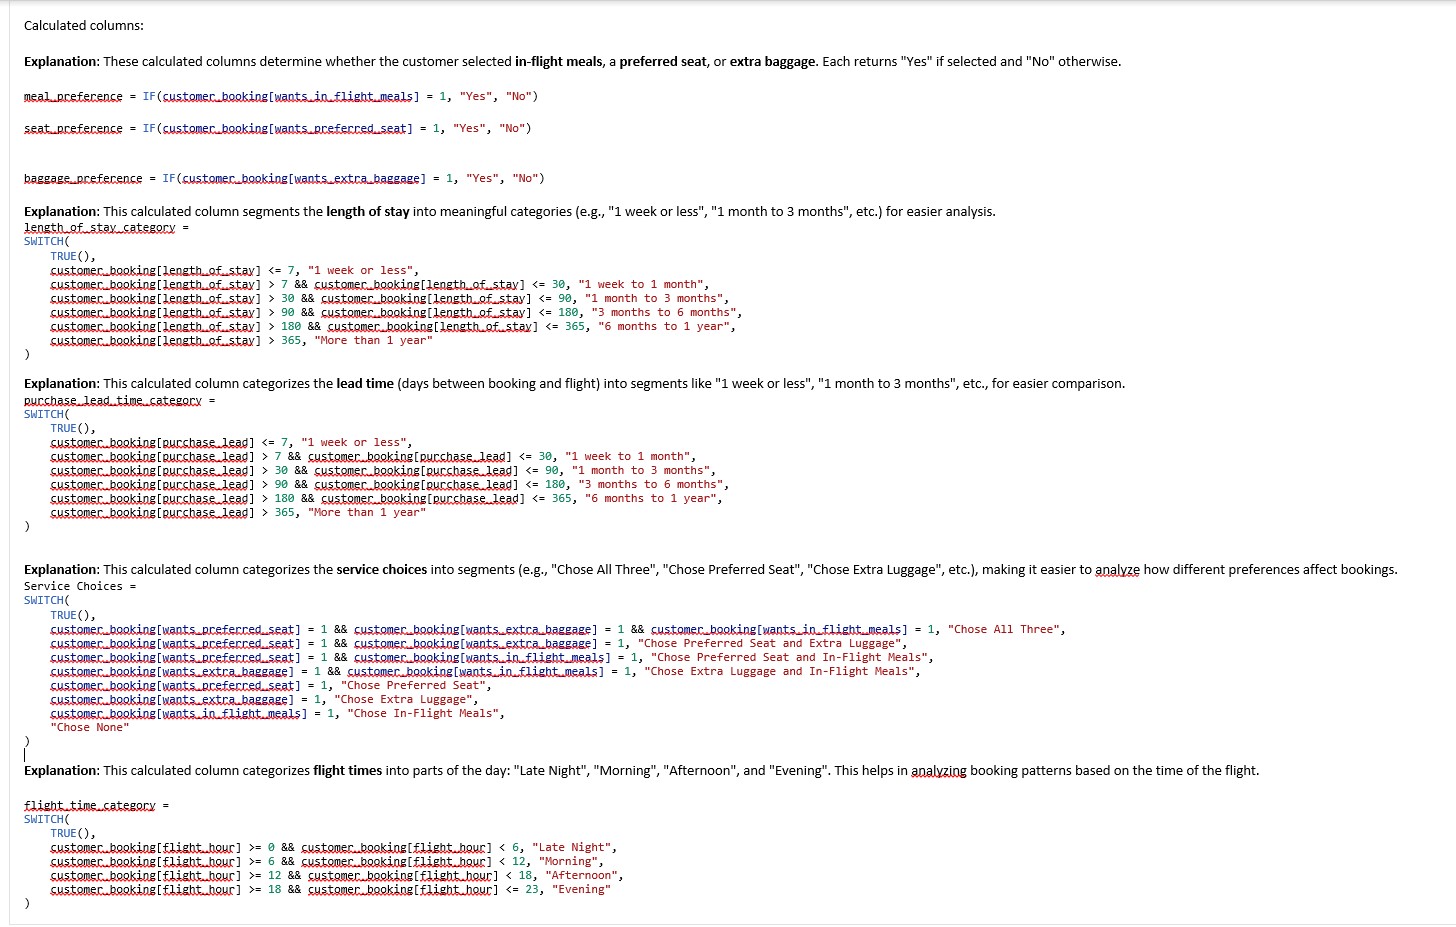 Calculated columns:
Explanation: These calculated columns determine whether the customer selected in-flight meals, a preferred seat, or extra baggage. Each returns "Yes" if selected and "No" otherwise.
meal_preference = IF(customer_booking[wants_in_flight_meals] = 1, "Yes", "No")
seat_preference = IF(customer_booking[wants_preferred_seat] = 1, "Yes", "No")
baggage_preference = IF(customer_booking[wants_extra_baggage] = 1, "Yes", "No")
Explanation: This calculated column segments the length of stay into meaningful categories (e.g., "1 week or less", "1 month to 3 months", etc.) for easier analysis.
length_of_stay_category =
SWITCH(
    TRUE(),
    customer_booking[length_of_stay] <= 7, "1 week or less",
    customer_booking[length_of_stay] > 7 && customer_booking[length_of_stay] <= 30, "1 week to 1 month",
    customer_booking[length_of_stay] > 30 && customer_booking[length_of_stay] <= 90, "1 month to 3 months",
    customer_booking[length_of_stay] > 90 && customer_booking[length_of_stay] <= 180, "3 months to 6 months",
    customer_booking[length_of_stay] > 180 && customer_booking[length_of_stay] <= 365, "6 months to 1 year",
    customer_booking[length_of_stay] > 365, "More than 1 year"
)
Explanation: This calculated column categorizes the lead time (days between booking and flight) into segments like "1 week or less", "1 month to 3 months", etc., for easier comparison.
purchase_lead_time_category =
SWITCH(
    TRUE(),
    customer_booking[purchase_lead] <= 7, "1 week or less",
    customer_booking[purchase_lead] > 7 && customer_booking[purchase_lead] <= 30, "1 week to 1 month",
    customer_booking[purchase_lead] > 30 && customer_booking[purchase_lead] <= 90, "1 month to 3 months",
    customer_booking[purchase_lead] > 90 && customer_booking[purchase_lead] <= 180, "3 months to 6 months",
    customer_booking[purchase_lead] > 180 && customer_booking[purchase_lead] <= 365, "6 months to 1 year",
    customer_booking[purchase_lead] > 365, "More than 1 year"
)
Explanation: This calculated column categorizes the service choices into segments (e.g., "Chose All Three", "Chose Preferred Seat", "Chose Extra Luggage", etc.), making it easier to analyze how different preferences affect bookings.
Service Choices =
SWITCH(
    TRUE(),
    customer_booking[wants_preferred_seat] = 1 && customer_booking[wants_extra_baggage] = 1 && customer_booking[wants_in_flight_meals] = 1, "Chose All Three",
    customer_booking[wants_preferred_seat] = 1 && customer_booking[wants_extra_baggage] = 1, "Chose Preferred Seat and Extra Luggage",
    customer_booking[wants_preferred_seat] = 1 && customer_booking[wants_in_flight_meals] = 1, "Chose Preferred Seat and In-Flight Meals",
    customer_booking[wants_extra_baggage] = 1 && customer_booking[wants_in_flight_meals] = 1, "Chose Extra Luggage and In-Flight Meals",
    customer_booking[wants_preferred_seat] = 1, "Chose Preferred Seat",
    customer_booking[wants_extra_baggage] = 1, "Chose Extra Luggage",
    customer_booking[wants_in_flight_meals] = 1, "Chose In-Flight Meals",
    "Chose None"
)
Explanation: This calculated column categorizes flight times into parts of the day: "Late Night", "Morning", "Afternoon", and "Evening". This helps in analyzing booking patterns based on the time of the flight.
flight_time_category =
SWITCH(
    TRUE(),
    customer_booking[flight_hour] >= 0 && customer_booking[flight_hour] < 6, "Late Night",
    customer_booking[flight_hour] >= 6 && customer_booking[flight_hour] < 12, "Morning",
    customer_booking[flight_hour] >= 12 && customer_booking[flight_hour] < 18, "Afternoon",
    customer_booking[flight_hour] >= 18 && customer_booking[flight_hour] <= 23, "Evening"
)